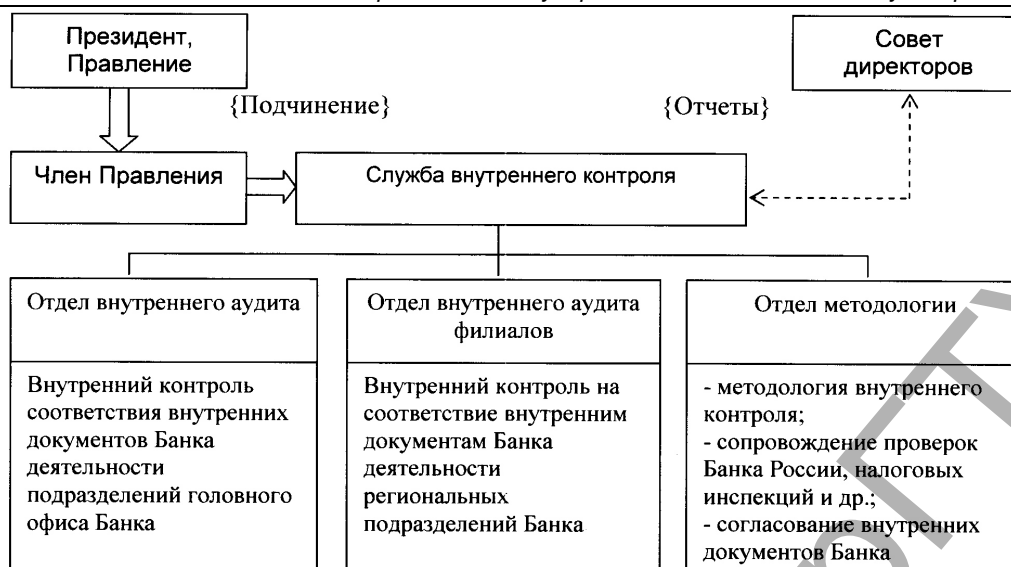 Президент,
Правление
Совет
директоров
{Подчинение}
{Отчеты}
Член Правления
Служба внутреннего контроля
Отдел внутреннего аудита
Внутренний контроль
соответствия внутренних
документов Банка
деятельности
подразделений головного
офиса Банка
Отдел внутреннего аудита
филиалов
Внутренний контроль на
соответствие внутренним
документам Банка
деятельности
региональных
подразделений Банка
Отдел методологии
- методология внутреннего
контроля;
- сопровождение проверок
Банка России, налоговых
инспекций и др.;
- согласование внутренних
документов Банка